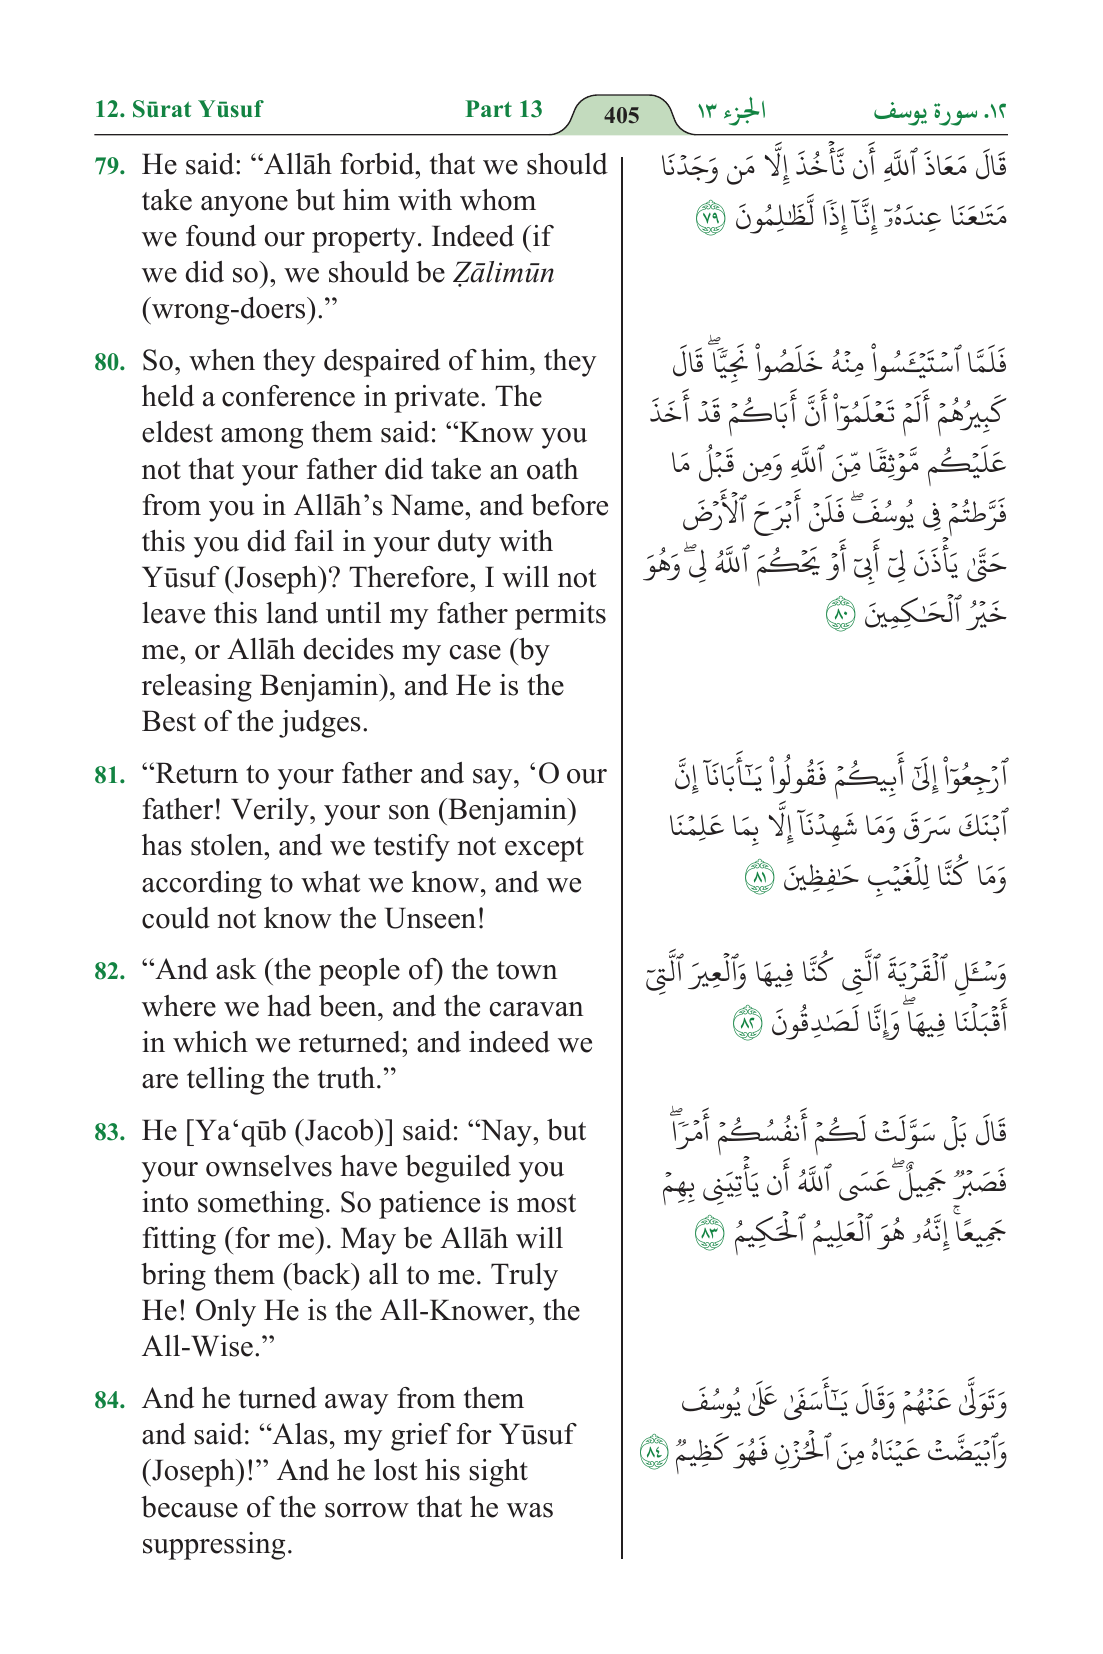 12. Sūrat Yūsuf
Part 13
405
الجزء ١٣
١٢. سورة يوسف
79. He said: “Allāh forbid, that we should
take anyone but him with whom
we found our property. Indeed (if
we did so), we should be Ẓālimūn
(wrong-doers).”
80. So, when they despaired of him, they
held a conference in private. The
eldest among them said: “Know you
not that your father did take an oath
from you in Allāh’s Name, and before
this you did fail in your duty with
Yūsuf (Joseph)? Therefore, I will not
leave this land until my father permits
me, or Allāh decides my case (by
releasing Benjamin), and He is the
Best of the judges.
81. “Return to your father and say, ‘O our
father! Verily, your son (Benjamin)
has stolen, and we testify not except
according to what we know, and we
could not know the Unseen!
82. “And ask (the people of) the town
where we had been, and the caravan
in which we returned; and indeed we
are telling the truth.”
83. He [Ya‘qūb (Jacob)] said: “Nay, but
your ownselves have beguiled you
into something. So patience is most
fitting (for me). May be Allāh will
bring them (back) all to me. Truly
He! Only He is the All-Knower, the
All-Wise.”
84. And he turned away from them
and said: “Alas, my grief for Yūsuf
(Joseph)!” And he lost his sight
because of the sorrow that he was
suppressing.
قَالَ مَعَاذَ ٱللَّهِ أَن نَّأۡخُذَ إِلَّا مَن وَجَدۡنَا
مَتَٰعَنَا عِندَهُۥٓ إِنَّآ إِذٗا لَّظَٰلِمُونَ ٧٩
فَلَمَّا ٱسۡتَيۡـَٔسُواْ مِنۡهُ خَلَصُواْ نَجِيّٗاۖ قَالَ
كَبِيرُهُمۡ أَلَمۡ تَعۡلَمُوٓاْ أَنَّ أَبَاكُمۡ قَدۡ أَخَذَ
عَلَيۡكُم مَّوۡثِقٗا مِّنَ ٱللَّهِ وَمِن قَبۡلُ مَا
فَرَّطتُمۡ فِي يُوسُفَۖ فَلَنۡ أَبۡرَحَ ٱلۡأَرۡضَ
حَتَّىٰ يَأۡذَنَ لِيٓ أَبِيٓ أَوۡ يَحۡكُمَ ٱللَّهُ لِيۖ وَهُوَ
خَيۡرُ ٱلۡحَٰكِمِينَ ٨٠
ٱرۡجِعُوٓاْ إِلَىٰٓ أَبِيكُمۡ فَقُولُواْ يَٰٓأَبَانَآ إِنَّ
ٱبۡنَكَ سَرَقَ وَمَا شَهِدۡنَآ إِلَّا بِمَا عَلِمۡنَا
وَمَا كُنَّا لِلۡغَيۡبِ حَٰفِظِينَ ٨١
وَسۡـَٔلِ ٱلۡقَرۡيَةَ ٱلَّتِي كُنَّا فِيهَا وَٱلۡعِيرَ ٱلَّتِيٓ
أَقۡبَلۡنَا فِيهَاۖ وَإِنَّا لَصَٰدِقُونَ ٨٢
قَالَ بَلۡ سَوَّلَتۡ لَكُمۡ أَنفُسُكُمۡ أَمۡرٗاۖ
فَصَبۡرٞ جَمِيلٌۖ عَسَى ٱللَّهُ أَن يَأۡتِيَنِي بِهِمۡ
جَمِيعًاۚ إِنَّهُۥ هُوَ ٱلۡعَلِيمُ ٱلۡحَكِيمُ ٨٣
وَتَوَلَّىٰ عَنۡهُمۡ وَقَالَ يَٰٓأَسَفَىٰ عَلَىٰ يُوسُفَ
وَٱبۡيَضَّتۡ عَيۡنَاهُ مِنَ ٱلۡحُزۡنِ فَهُوَ كَظِيمٞ ٨٤